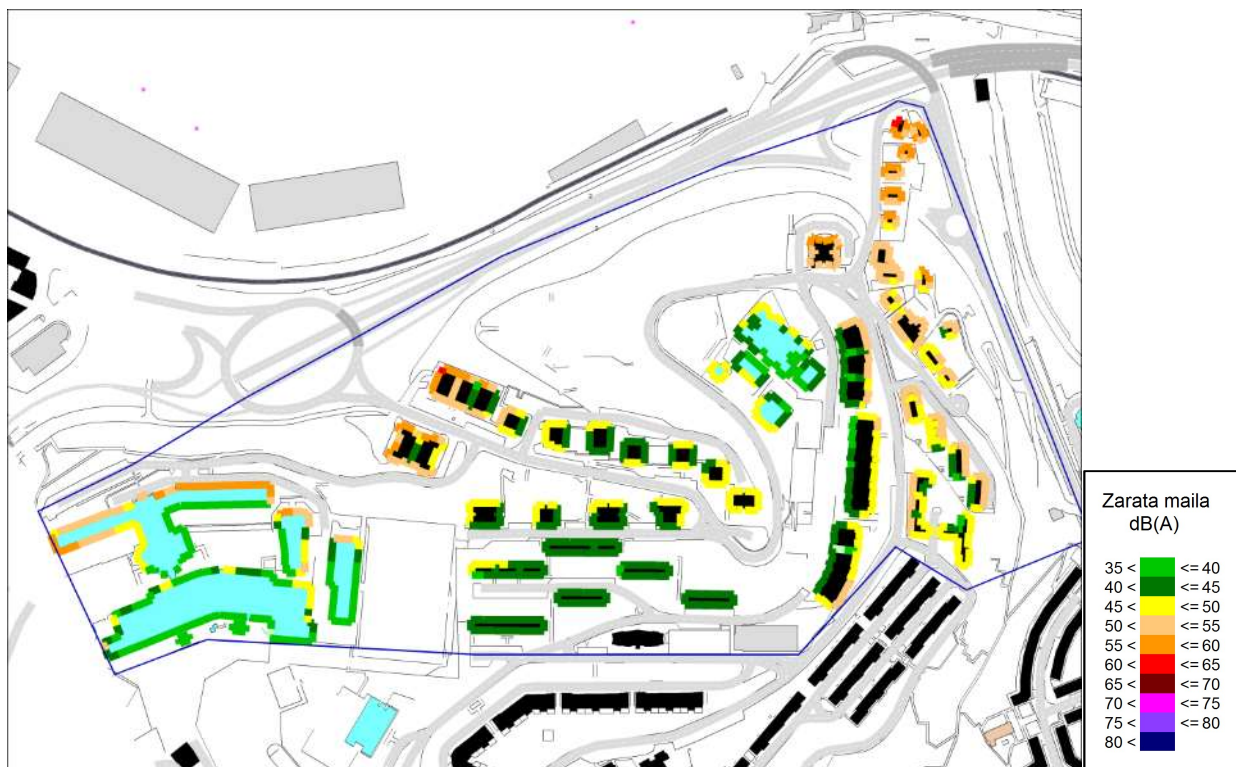 Zarata maila
dB(A)
35 < <= 40
40 < <= 45
45 < <= 50
50 < <= 55
55 < <= 60
60 < <= 65
65 < <= 70
70 < <= 75
75 < <= 80
80 <